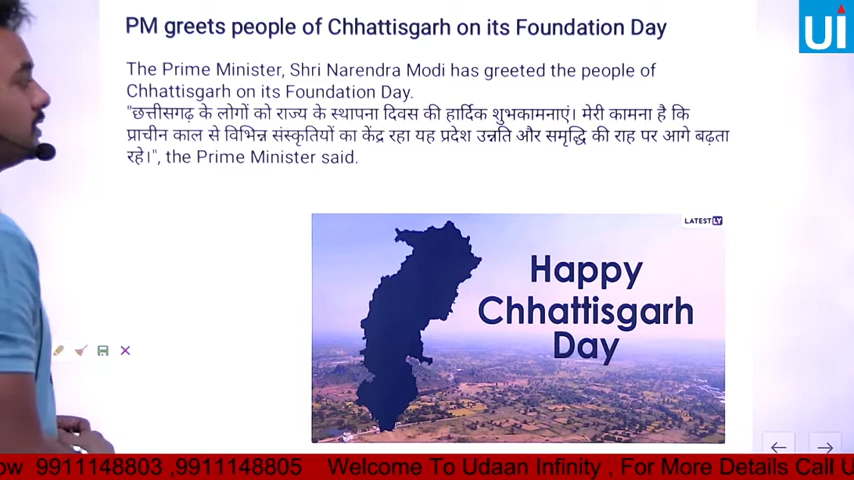 PM greets people of Chhattisgarh on its Foundation Day
UI
The Prime Minister, Shri Narendra Modi has greeted the people of
Chhattisgarh on its Foundation Day.
"छत्तीसगढ़ के लोगों को राज्य के स्थापना दिवस की हार्दिक शुभकामनाएं। मेरी कामना है कि
प्राचीन काल से विभिन्न संस्कृतियों का केंद्र रहा यह प्रदेश उन्नति और समृद्धि की राह पर आगे बढ़ता
रहे।", the Prime Minister said.
LATESTLY
Happy
Chhattisgarh
Day
ow 9911148803 ,9911148805 Welcome To Udaan Infinity , For More Details Call U